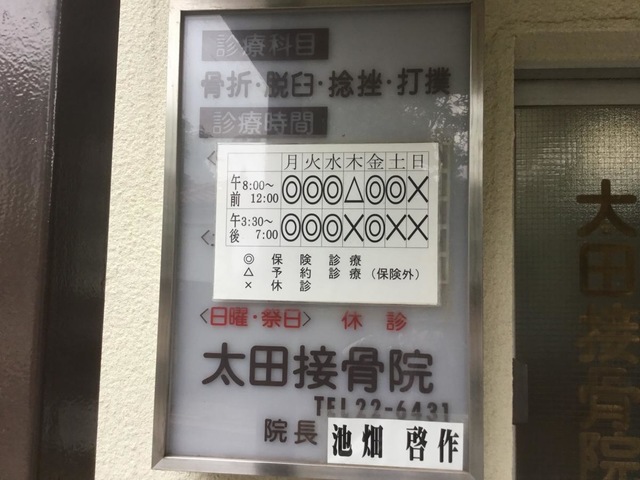 診療科目
骨折・脱臼・捻挫・打撲
診療時間
月火水木金土日
午前 8:00~12:00 ◎◎◎△◎◎×
午後 3:30~7:00 ◎◎◎×◎××
◎ 保険診療
△ 予約診療(保険外)
× 休診
〈日曜・祭日〉 休診
太田接骨院
TEL22-6431
院長 池畑 啓作
太田接骨院